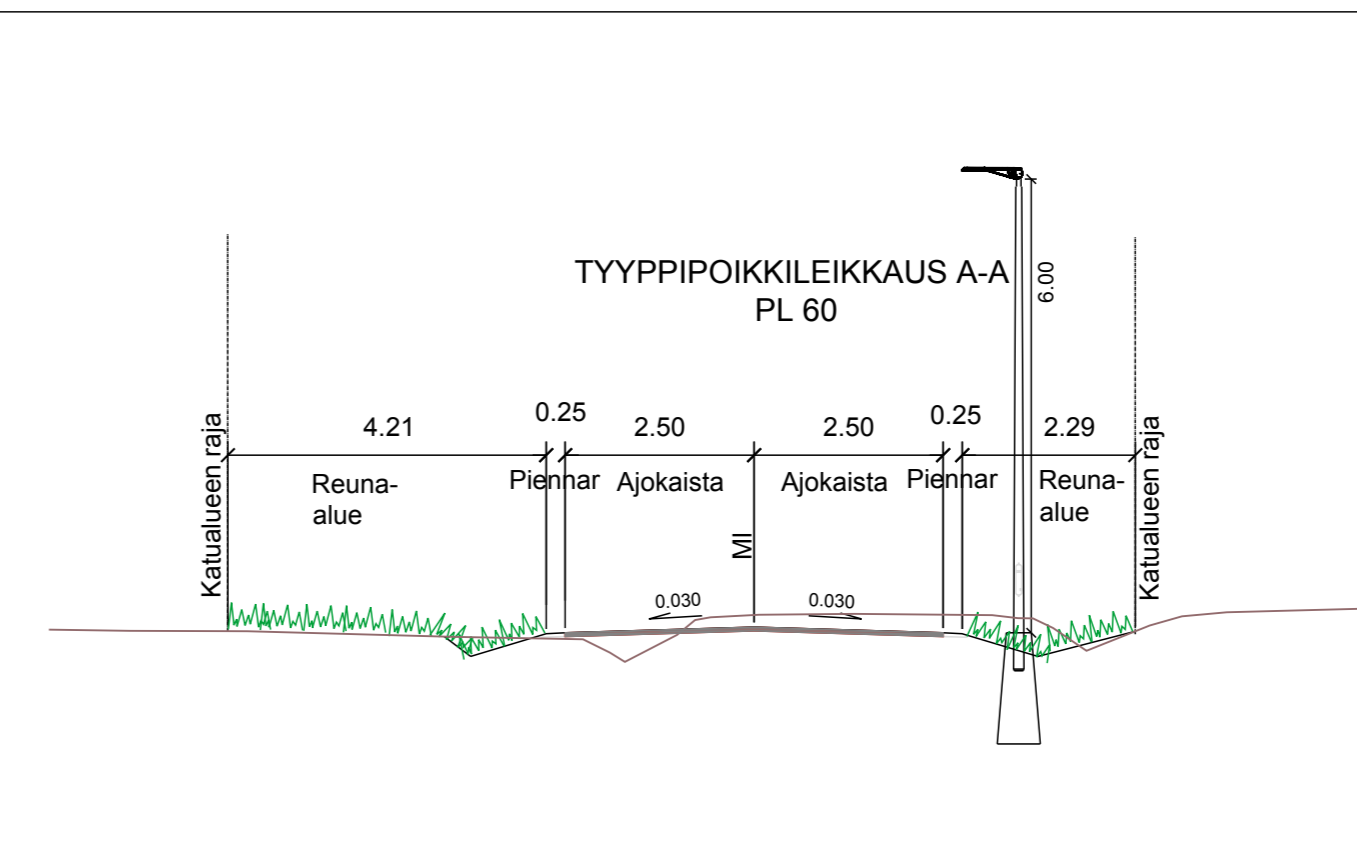 TYYPPIPOIKKILEIKKAUS A-A
PL 60
6.00
4.21
0.25
2.50
2.50
0.25
2.29
Katualueen raja
Reuna-
alue
Piennar
Ajokaista
Ajokaista
Piennar
Reuna-
alue
Katualueen raja
Ml
0.030
0.030